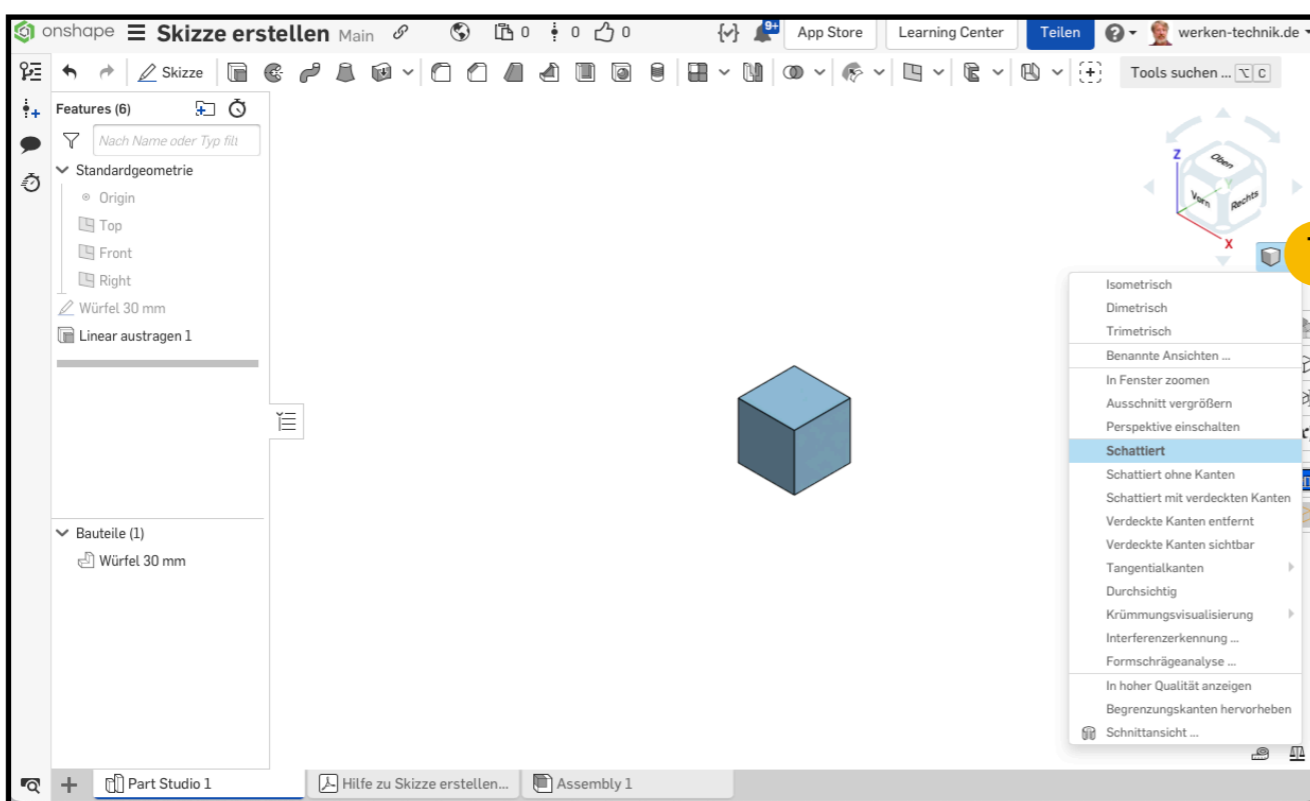 onshape Skizze erstellen Main 0 0 0 9+ App Store Learning Center Teilen werken-technik.de
Skizze Tools suchen ... ⌥ C
Features (6)
Nach Name oder Typ filt
Standardgeometrie
Origin
Top
Front
Right
Würfel 30 mm
Linear austragen 1
Bauteile (1)
Würfel 30 mm
Z
Oben
Vorn
Rechts
X
Isometrisch
Dimetrisch
Trimetrisch
Benannte Ansichten ...
In Fenster zoomen
Ausschnitt vergrößern
Perspektive einschalten
Schattiert
Schattiert ohne Kanten
Schattiert mit verdeckten Kanten
Verdeckte Kanten entfernt
Verdeckte Kanten sichtbar
Tangentialkanten
Durchsichtig
Krümmungsvisualisierung
Interferenzerkennung ...
Formschrägeanalyse ...
In hoher Qualität anzeigen
Begrenzungskanten hervorheben
Schnittansicht ...
Part Studio 1 Hilfe zu Skizze erstellen... Assembly 1